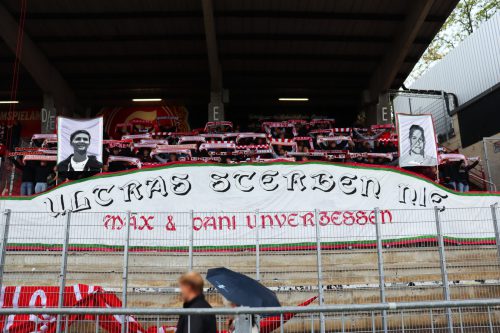 ULTRAS STERBEN NIE
MAX & DANI UNVERGESSEN